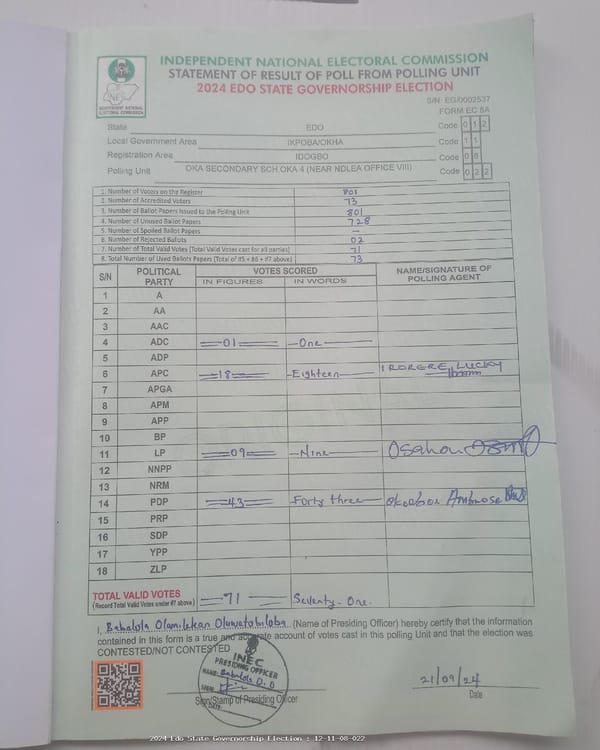 INDEPENDENT NATIONAL ELECTORAL COMMISSION
STATEMENT OF RESULT OF POLL FROM POLLING UNIT
2024 EDO STATE GOVERNORSHIP ELECTION
INEC
INDEPENDENT NATIONAL ELECTORAL COMMISSION
S/N: EG/0002537
FORM EC 8A
State EDO Code 0 1 2
Local Government Area IKPOBA/OKHA Code 1 1
Registration Area IDOGBO Code 0 8
Polling Unit OKA SECONDARY SCH,OKA 4 (NEAR NDLEA OFFICE VIII) Code 0 2 2
1. Number of Voters on the Register 801
2. Number of Accredited Voters 73
3. Number of Ballot Papers Issued to the Polling Unit 801
4. Number of Unused Ballot Papers 728
5. Number of Spoiled Ballot Papers -
6. Number of Rejected Ballots 02
7. Number of Total Valid Votes (Total Valid Votes cast for all parties) 71
8. Total Number of Used Ballots Papers (Total of #5 + #6 + #7 above) 73
S/N POLITICAL PARTY VOTES SCORED NAME/SIGNATURE OF POLLING AGENT
IN FIGURES IN WORDS
1 A
2 AA
3 AAC
4 ADC 01 One
5 ADP
6 APC 18 Eighteen IRORERE LUCKY
7 APGA
8 APM
9 APP
10 BP
11 LP 09 Nine Osahon
12 NNPP
13 NRM
14 PDP 43 Forty three Ambrose
15 PRP
16 SDP
17 YPP
18 ZLP
TOTAL VALID VOTES 71 Seventy-One.
(Record Total Valid Votes under #7 above)
I, Babalola Olamilekan Oluwatobiloba (Name of Presiding Officer) hereby certify that the information
contained in this form is a true and accurate account of votes cast in this polling Unit and that the election was
CONTESTED/NOT CONTESTED
INEC
PRESIDING OFFICER
NAME: Babalola O.O
SIGN:
DATE:
Sign/Stamp of Presiding Officer
21/09/24
Date
2024 Edo State Governorship Election : 12-11-08-022